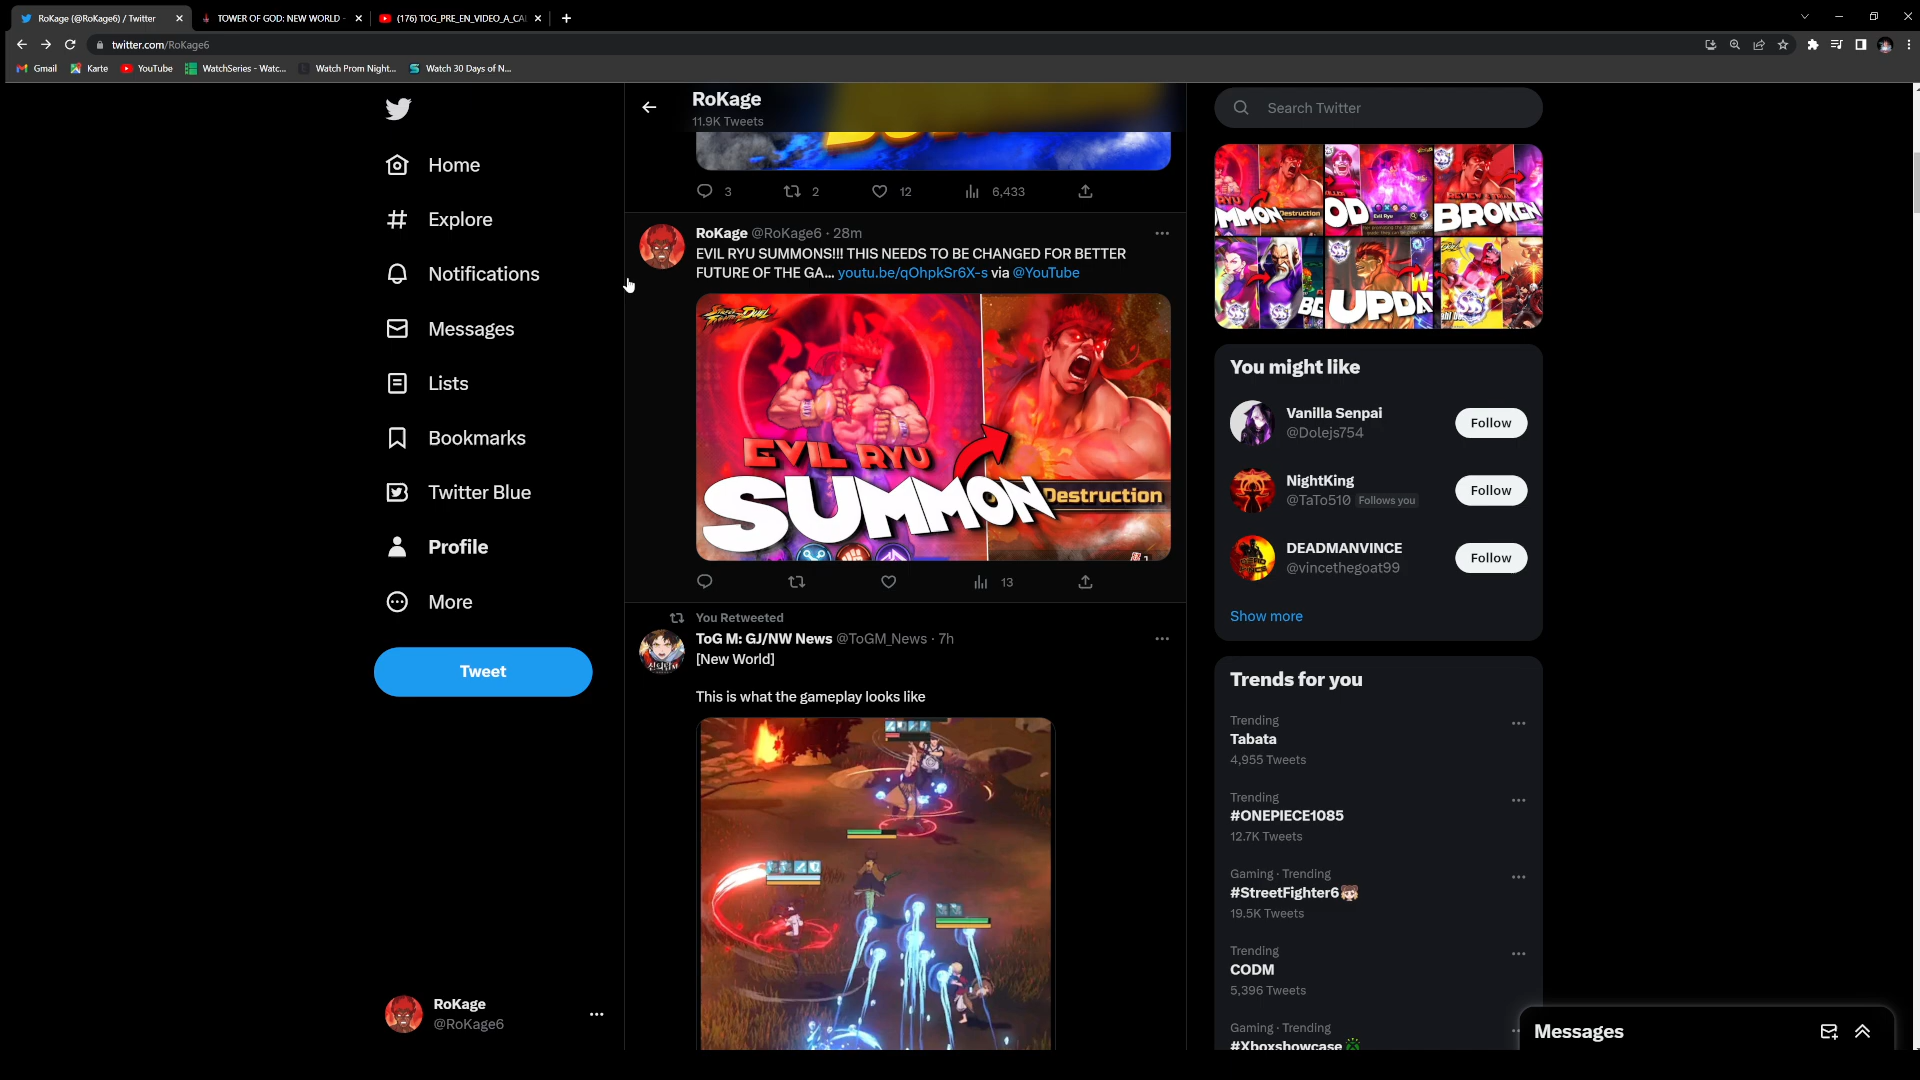 RoKage (@RoKage6) / Twitter
TOWER OF GOD: NEW WORLD -
(176) TOG_PRE_EN_VIDEO_A_CA
twitter.com/RoKage6
Gmail
Karte
YouTube
WatchSeries - Watc...
Watch Prom Night...
Watch 30 Days of N...
Home
Explore
Notifications
Messages
Lists
Bookmarks
Twitter Blue
Profile
More
Tweet
RoKage
@RoKage6
RoKage
11.9K Tweets
3
2
12
6,433
RoKage @RoKage6 · 28m
EVIL RYU SUMMONS!!! THIS NEEDS TO BE CHANGED FOR BETTER
FUTURE OF THE GA... youtu.be/qOhpkSr6X-s via @YouTube
STREET FIGHTER DUEL
EVIL RYU
SUMMON
Destruction
13
You Retweeted
ToG M: GJ/NW News @ToGM_News · 7h
[New World]
This is what the gameplay looks like
Search Twitter
RYU
MMON
Destruction
OD
Evil Ryu
BROKEN
BG
UPDA
You might like
Vanilla Senpai
@Dolejs754
Follow
NightKing
@TaTo510 Follows you
Follow
DEADMANVINCE
@vincethegoat99
Follow
Show more
Trends for you
Trending
Tabata
4,955 Tweets
Trending
#ONEPIECE1085
12.7K Tweets
Gaming · Trending
#StreetFighter6
19.5K Tweets
Trending
CODM
5,396 Tweets
Gaming · Trending
#Xboxshowcase
Messages